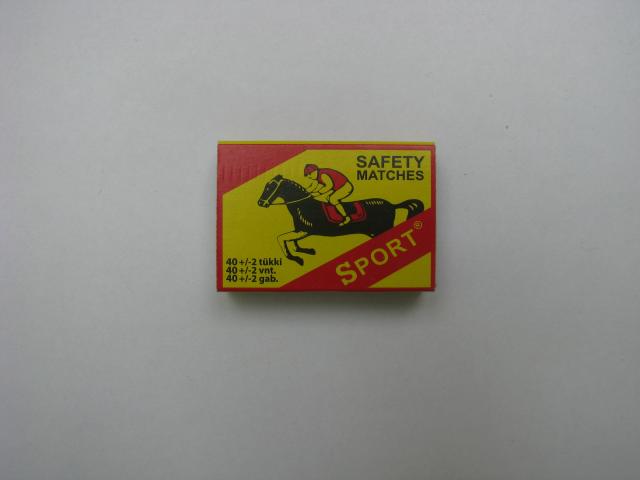 SAFETY
MATCHES
SPORT®
40 +/-2 tükki
40 +/-2 vnt.
40 +/-2 gab.